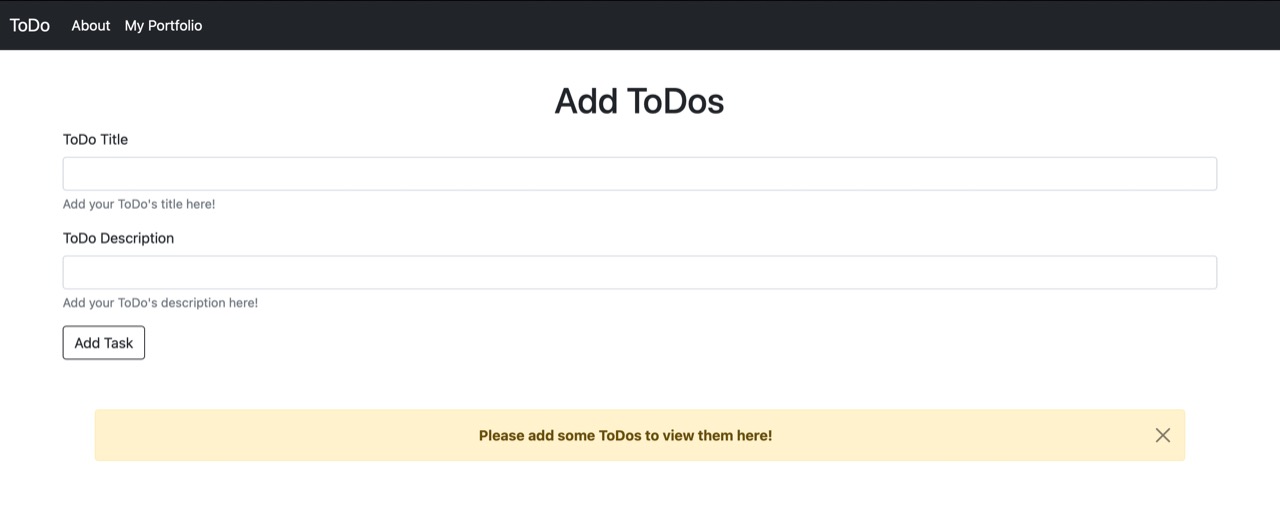 ToDo About My Portfolio
Add ToDos
ToDo Title
Add your ToDo's title here!
ToDo Description
Add your ToDo's description here!
Add Task
Please add some ToDos to view them here!